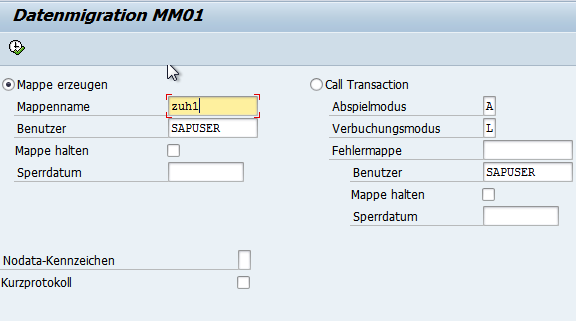 Datenmigration MM01
Mappe erzeugen
Mappenname zuh1
Benutzer SAPUSER
Mappe halten
Sperrdatum
Call Transaction
Abspielmodus A
Verbuchungsmodus L
Fehlermappe
Benutzer SAPUSER
Mappe halten
Sperrdatum
Nodata-Kennzeichen
Kurzprotokoll